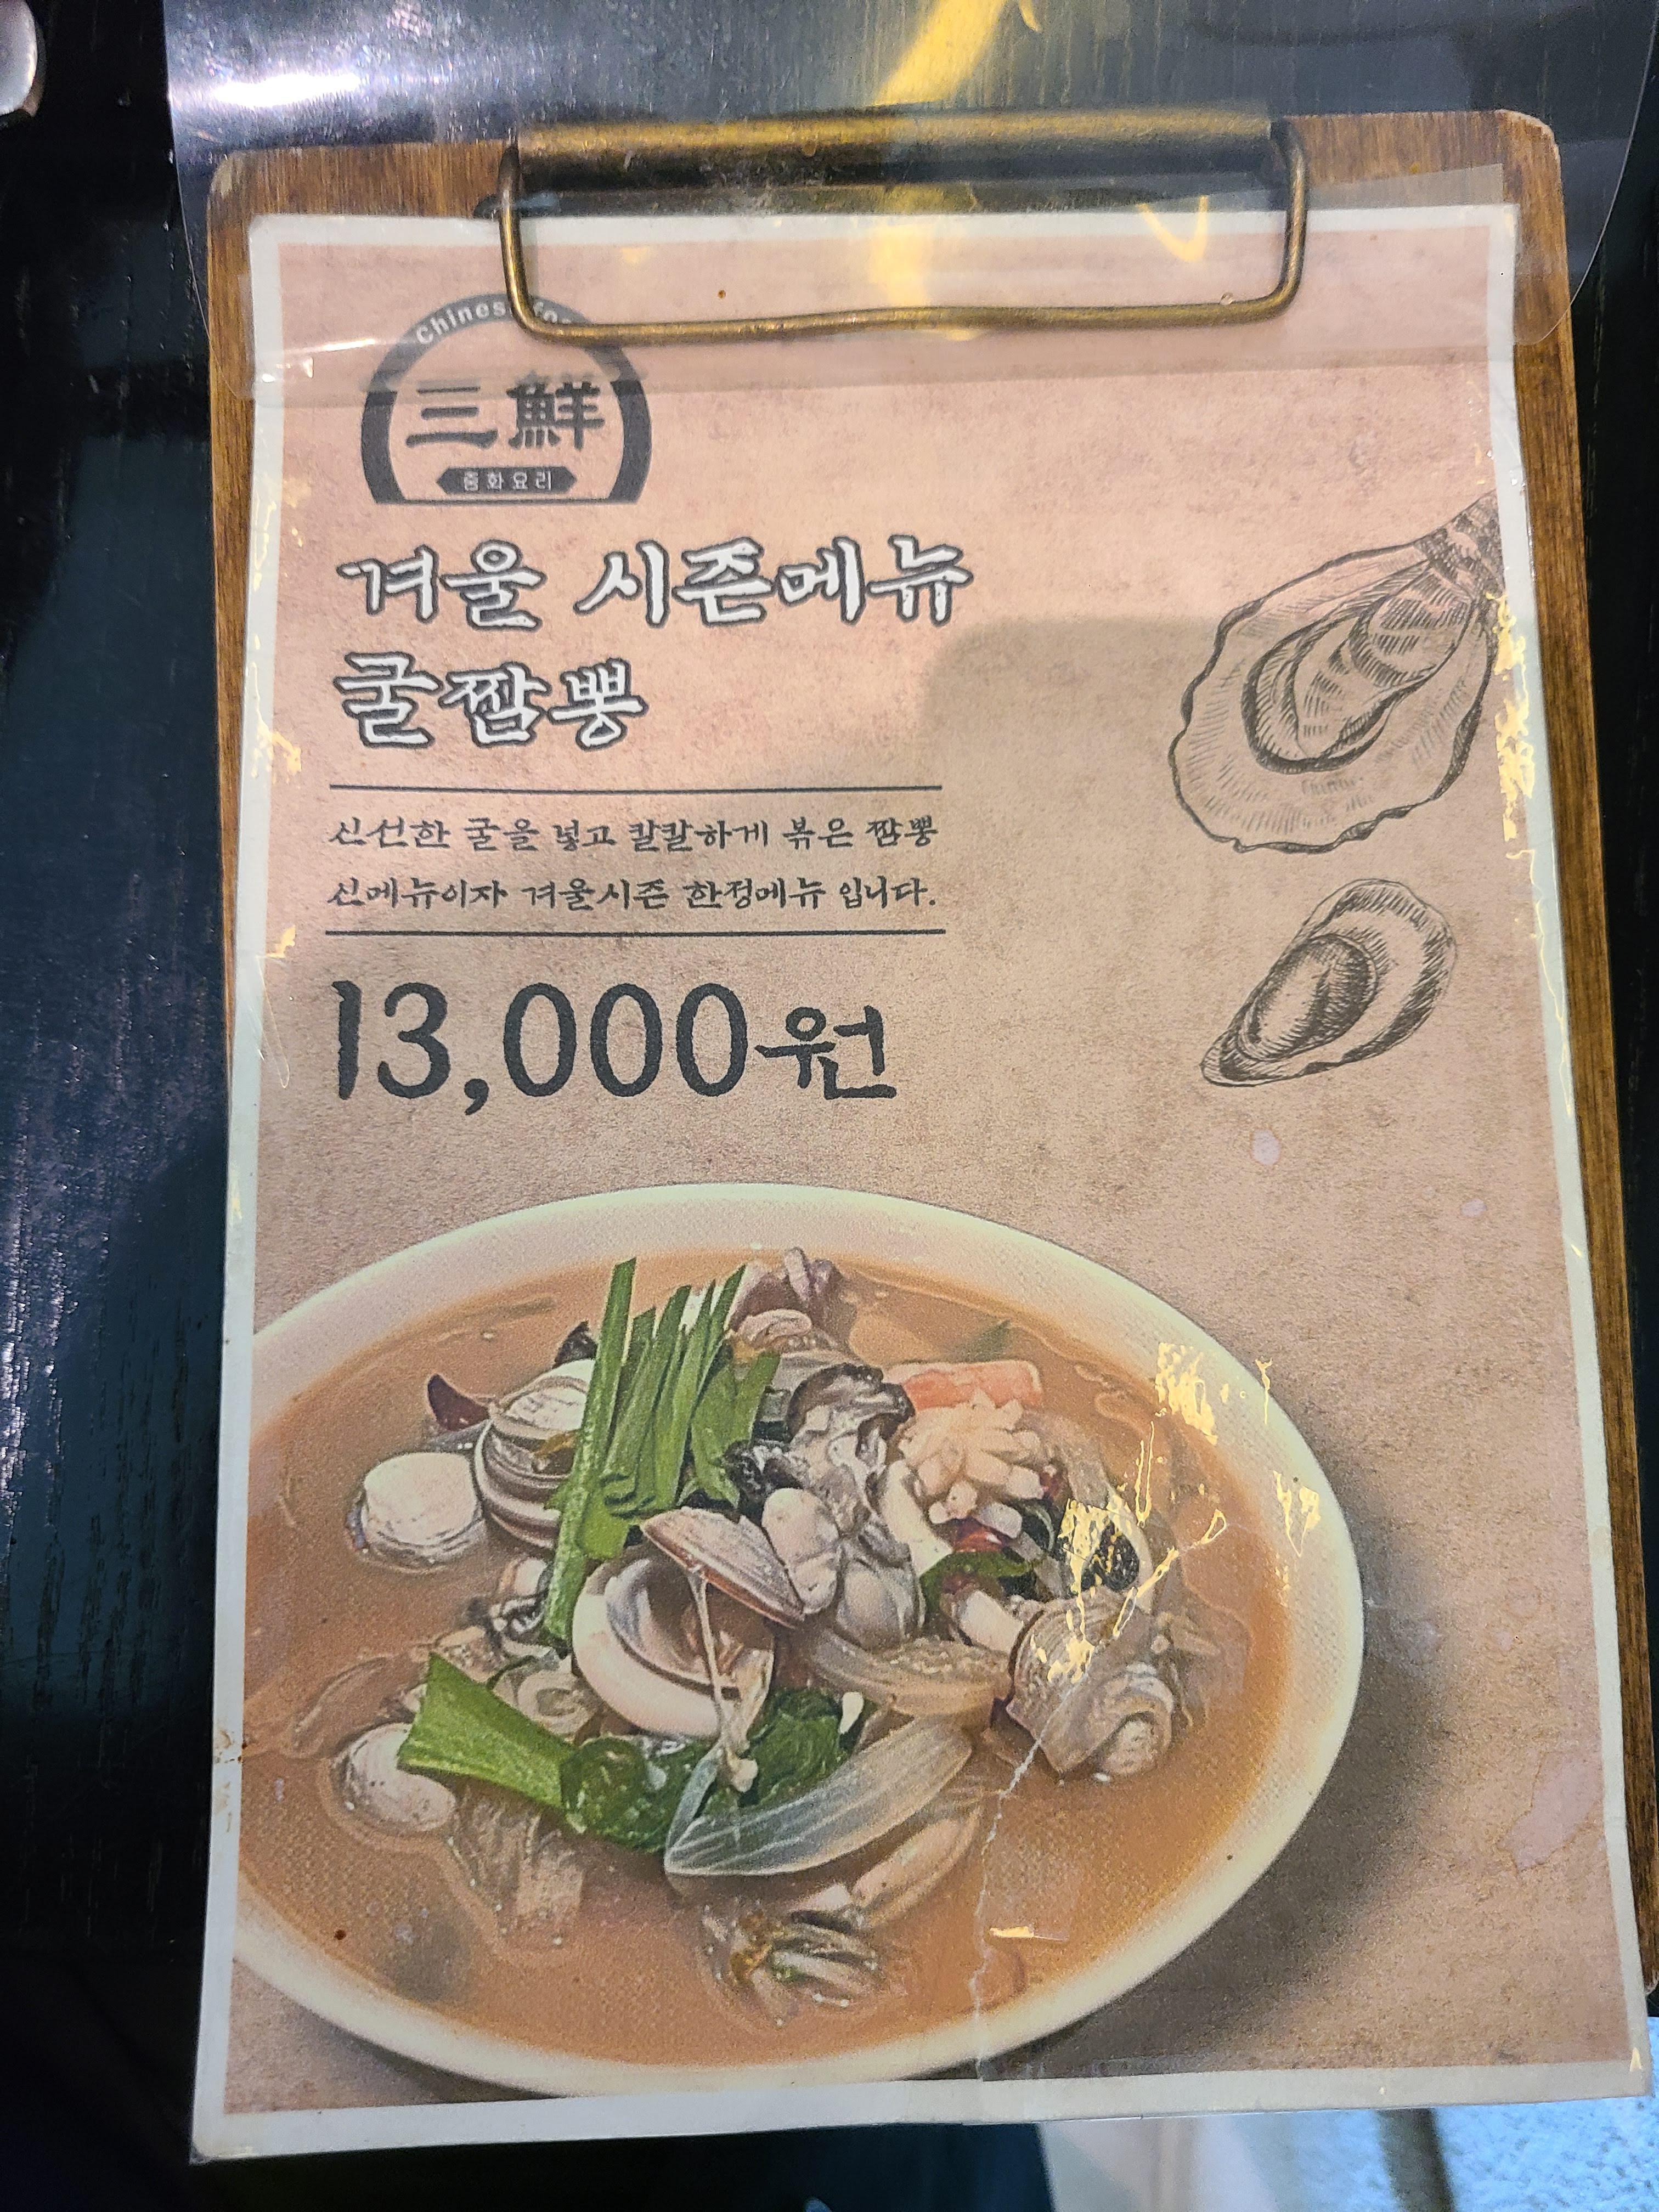 Chinese
三鮮
중화요리
겨울 시즌메뉴
굴짬뽕
신선한 굴을 넣고 칼칼하게 볶은 짬뽕
신메뉴이자 겨울시즌 한정메뉴 입니다.
13,000원